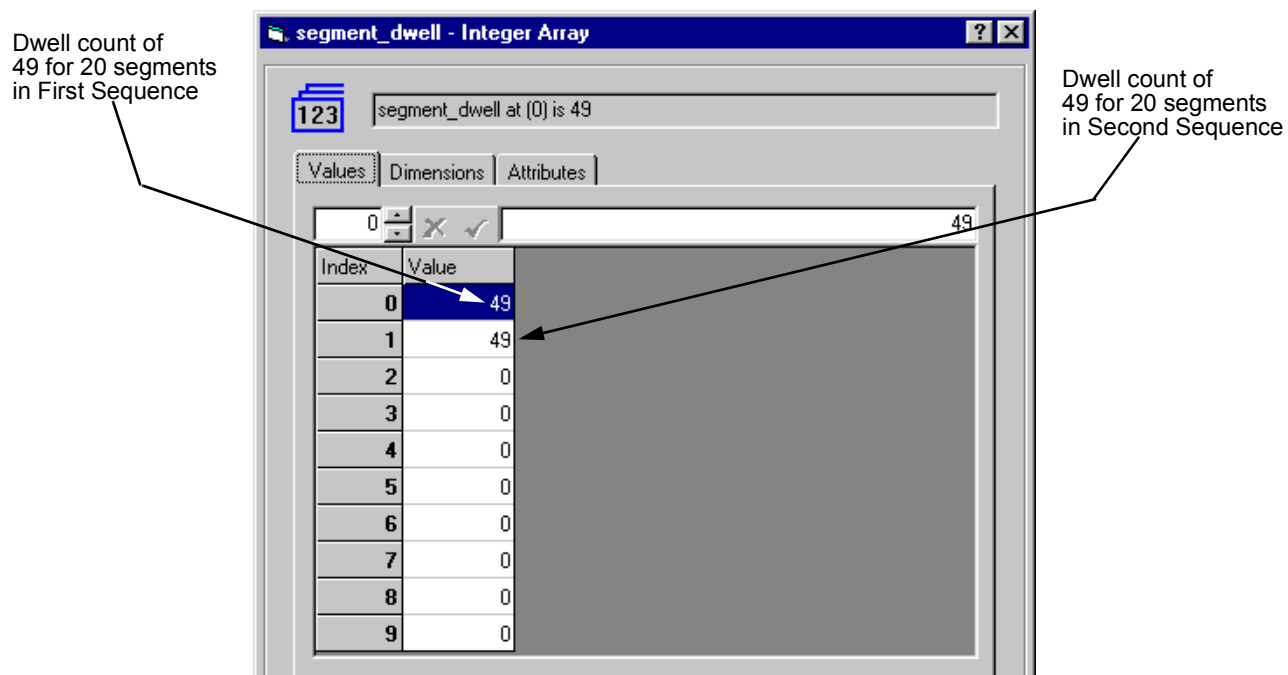 Dwell count of
49 for 20 segments
in First Sequence
segment_dwell - Integer Array
Dwell count of
49 for 20 segments
in Second Sequence
123
segment_dwell at (0) is 49
Values Dimensions Attributes
0 49
Index Value
0 49
1 49
2 0
3 0
4 0
5 0
6 0
7 0
8 0
9 0